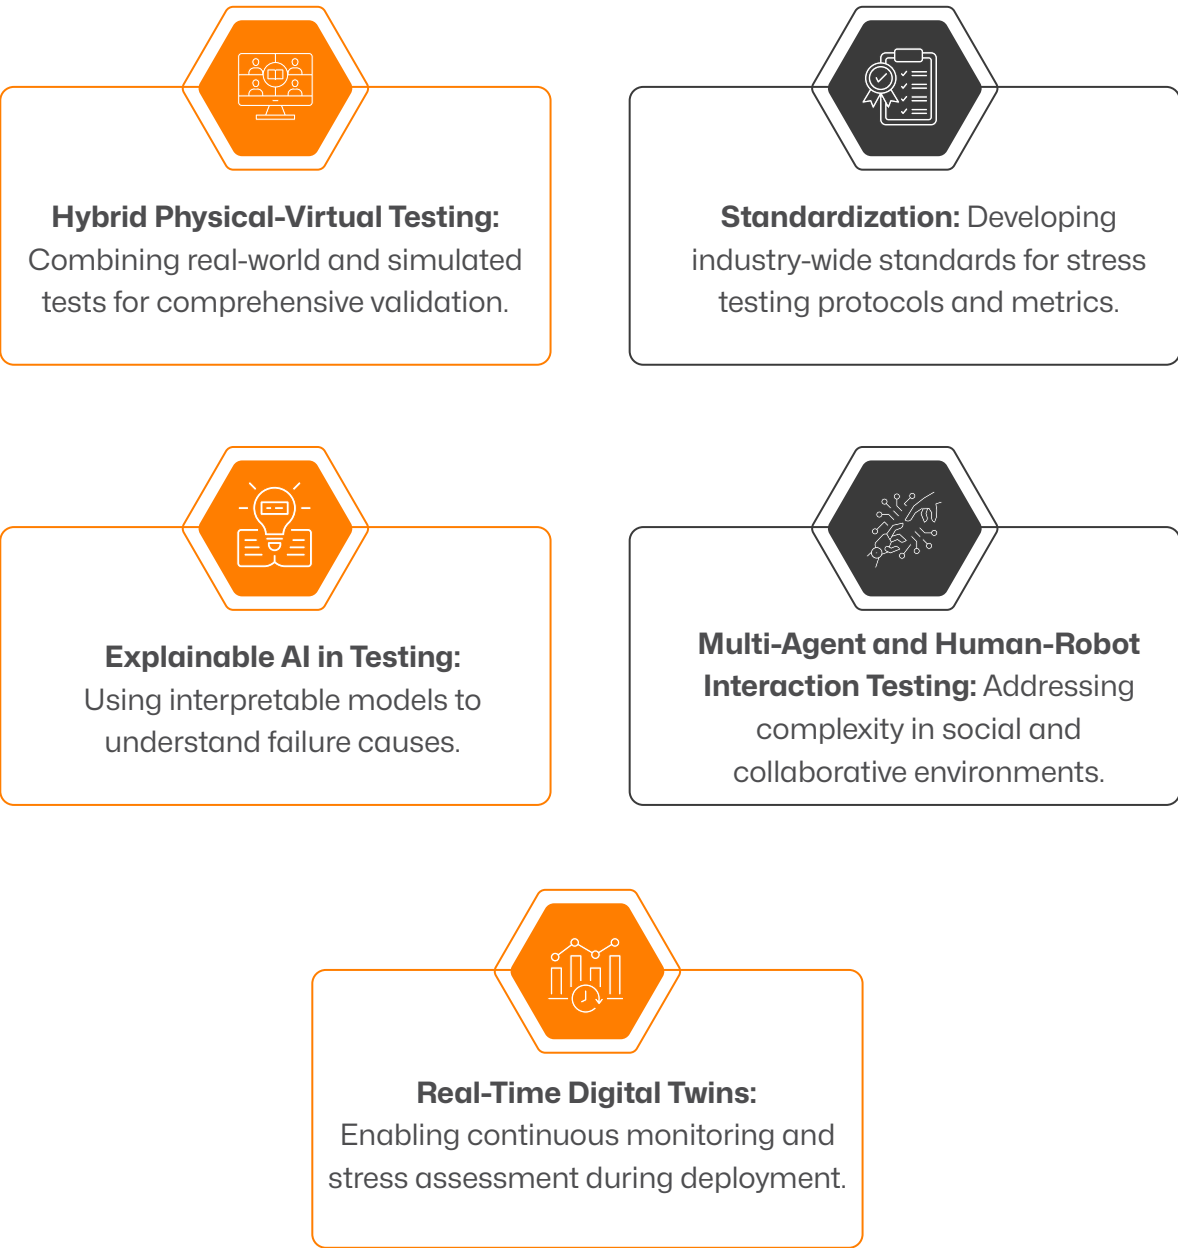 Hybrid Physical-Virtual Testing:
Combining real-world and simulated
tests for comprehensive validation.
Standardization: Developing
industry-wide standards for stress
testing protocols and metrics.
Explainable AI in Testing:
Using interpretable models to
understand failure causes.
Multi-Agent and Human-Robot
Interaction Testing: Addressing
complexity in social and
collaborative environments.
Real-Time Digital Twins:
Enabling continuous monitoring and
stress assessment during deployment.